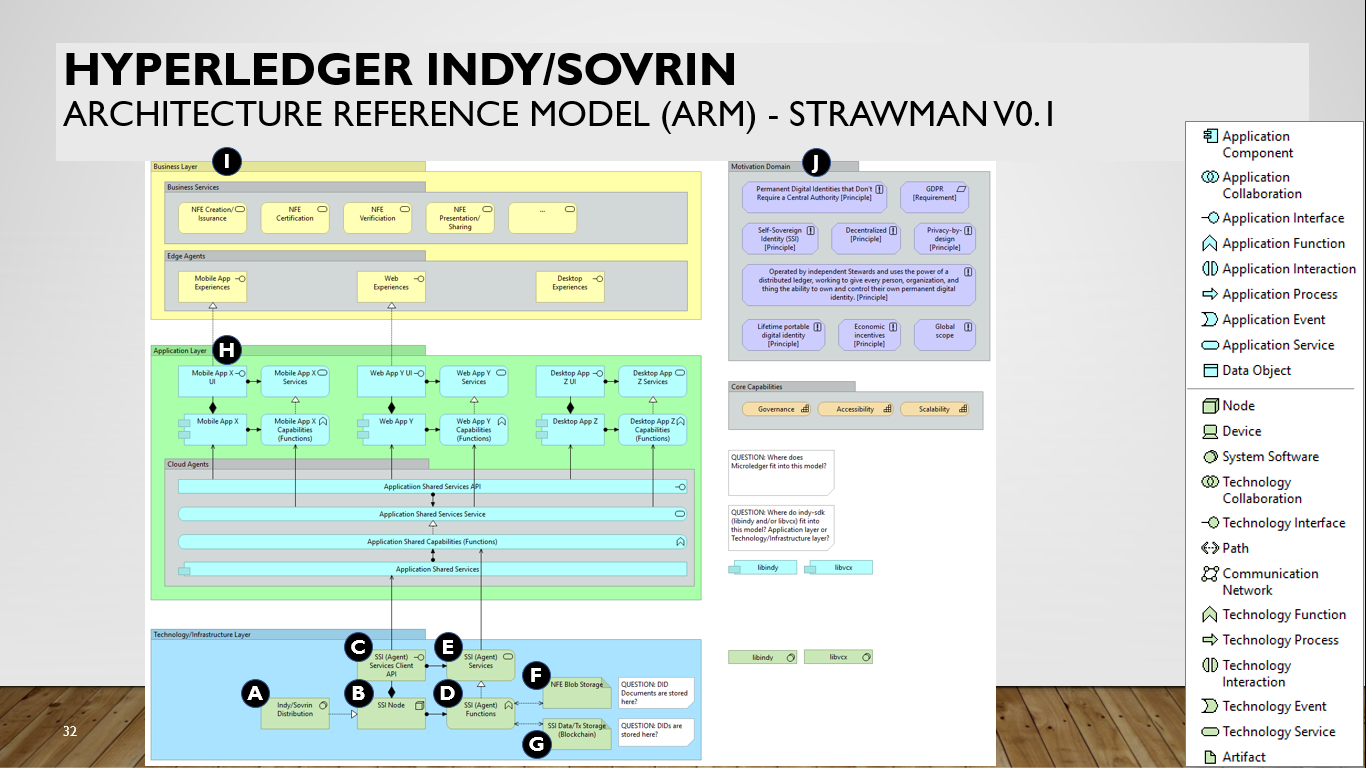 HYPERLEDGER INDY/SOVRIN
ARCHITECTURE REFERENCE MODEL (ARM) - STRAWMAN V0.1
I
Business Layer
Business Services
NFE Creation/
Issurance
NFE
Certification
NFE
Verificiation
NFE
Presentation/
Sharing
...
Edge Agents
Mobile App
Experiences
Web
Experiences
Desktop
Experiences
H
Application Layer
Mobile App X
UI
Mobile App X
Services
Web App Y UI
Web App Y
Services
Desktop App
Z UI
Desktop App
Z Services
Mobile App X
Mobile App X
Capabilities
(Functions)
Web App Y
Web App Y
Capabilities
(Functions)
Desktop App Z
Desktop App Z
Capabilities
(Functions)
Cloud Agents
Applicatiion Shared Services API
Application Shared Services Service
Application Shared Capabilities (Functions)
Application Shared Services
Technology/Infrastructure Layer
C
SSI (Agent)
Services Client
API
E
SSI (Agent)
Services
A
Indy/Sovrin
Distribution
B
SSI Node
D
SSI (Agent)
Functions
F
NFE Blob Storage
QUESTION: DID
Documents are stored
here?
G
SSI Data/Tx Storage
(Blockchain)
QUESTION: DIDs are
stored here?
J
Motivation Domain
Permanent Digital Identities that Don't
Require a Central Authority [Principle]
GDPR
[Requirement]
Self-Sovereign
Identity (SSI)
[Principle]
Decentralized
[Principle]
Privacy-by-
design
[Principle]
Operated by independent Stewards and uses the power of a
distributed ledger, working to give every person, organization, and
thing the ability to own and control their own permanent digital
identity. [Principle]
Lifetime portable
digital identity
[Principle]
Economic
incentives
[Principle]
Global
scope
Core Capabilities
Governance
Accessibility
Scalability
QUESTION: Where does
Microledger fit into this model?
QUESTION: Where do indy-sdk
(libindy and/or libvcx) fit into
this model? Application layer or
Technology/Infrastructure layer?
libindy
libvcx
libindy
libvcx
Application
Component
Application
Collaboration
Application Interface
Application Function
Application Interaction
Application Process
Application Event
Application Service
Data Object
Node
Device
System Software
Technology
Collaboration
Technology Interface
Path
Communication
Network
Technology Function
Technology Process
Technology
Interaction
Technology Event
Technology Service
Artifact
32